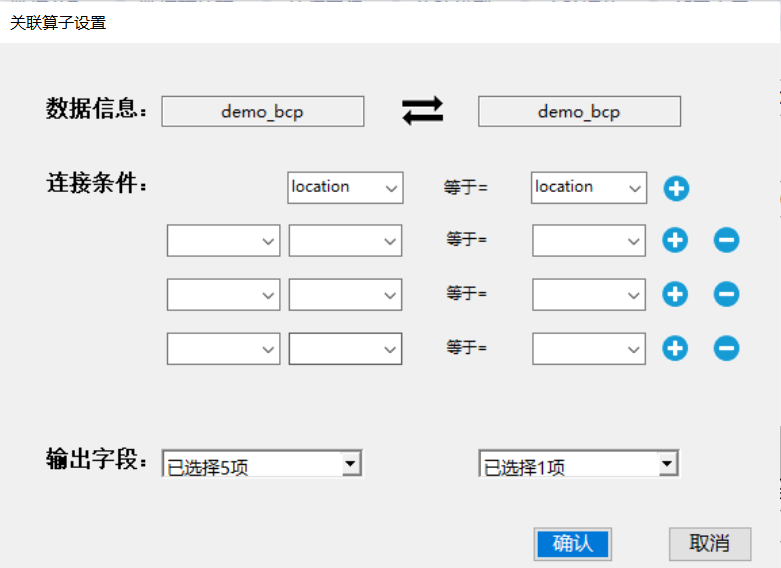 关联算子设置
数据信息： demo_bcp demo_bcp
连接条件： location 等于= location
等于=
等于=
等于=
输出字段： 已选择5项 已选择1项
确认 取消